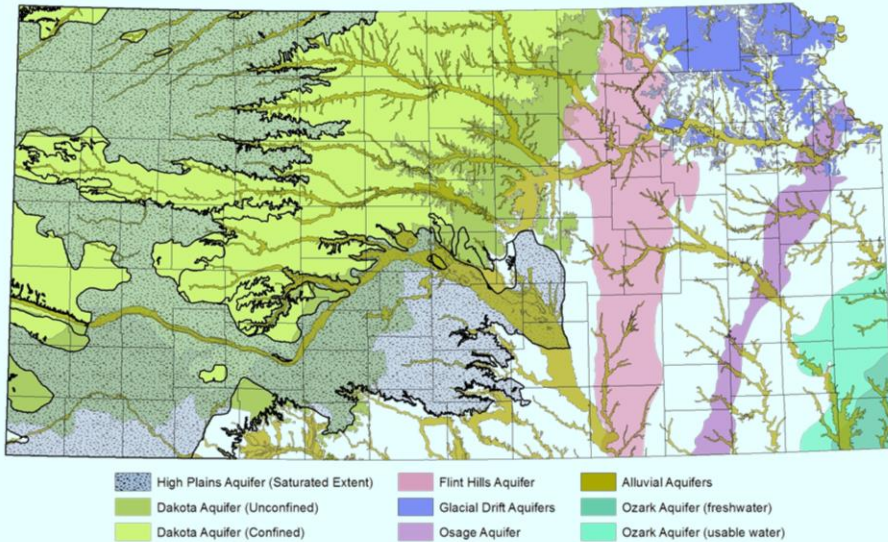 High Plains Aquifer (Saturated Extent)
Dakota Aquifer (Unconfined)
Dakota Aquifer (Confined)
Flint Hills Aquifer
Glacial Drift Aquifers
Osage Aquifer
Alluvial Aquifers
Ozark Aquifer (freshwater)
Ozark Aquifer (usable water)